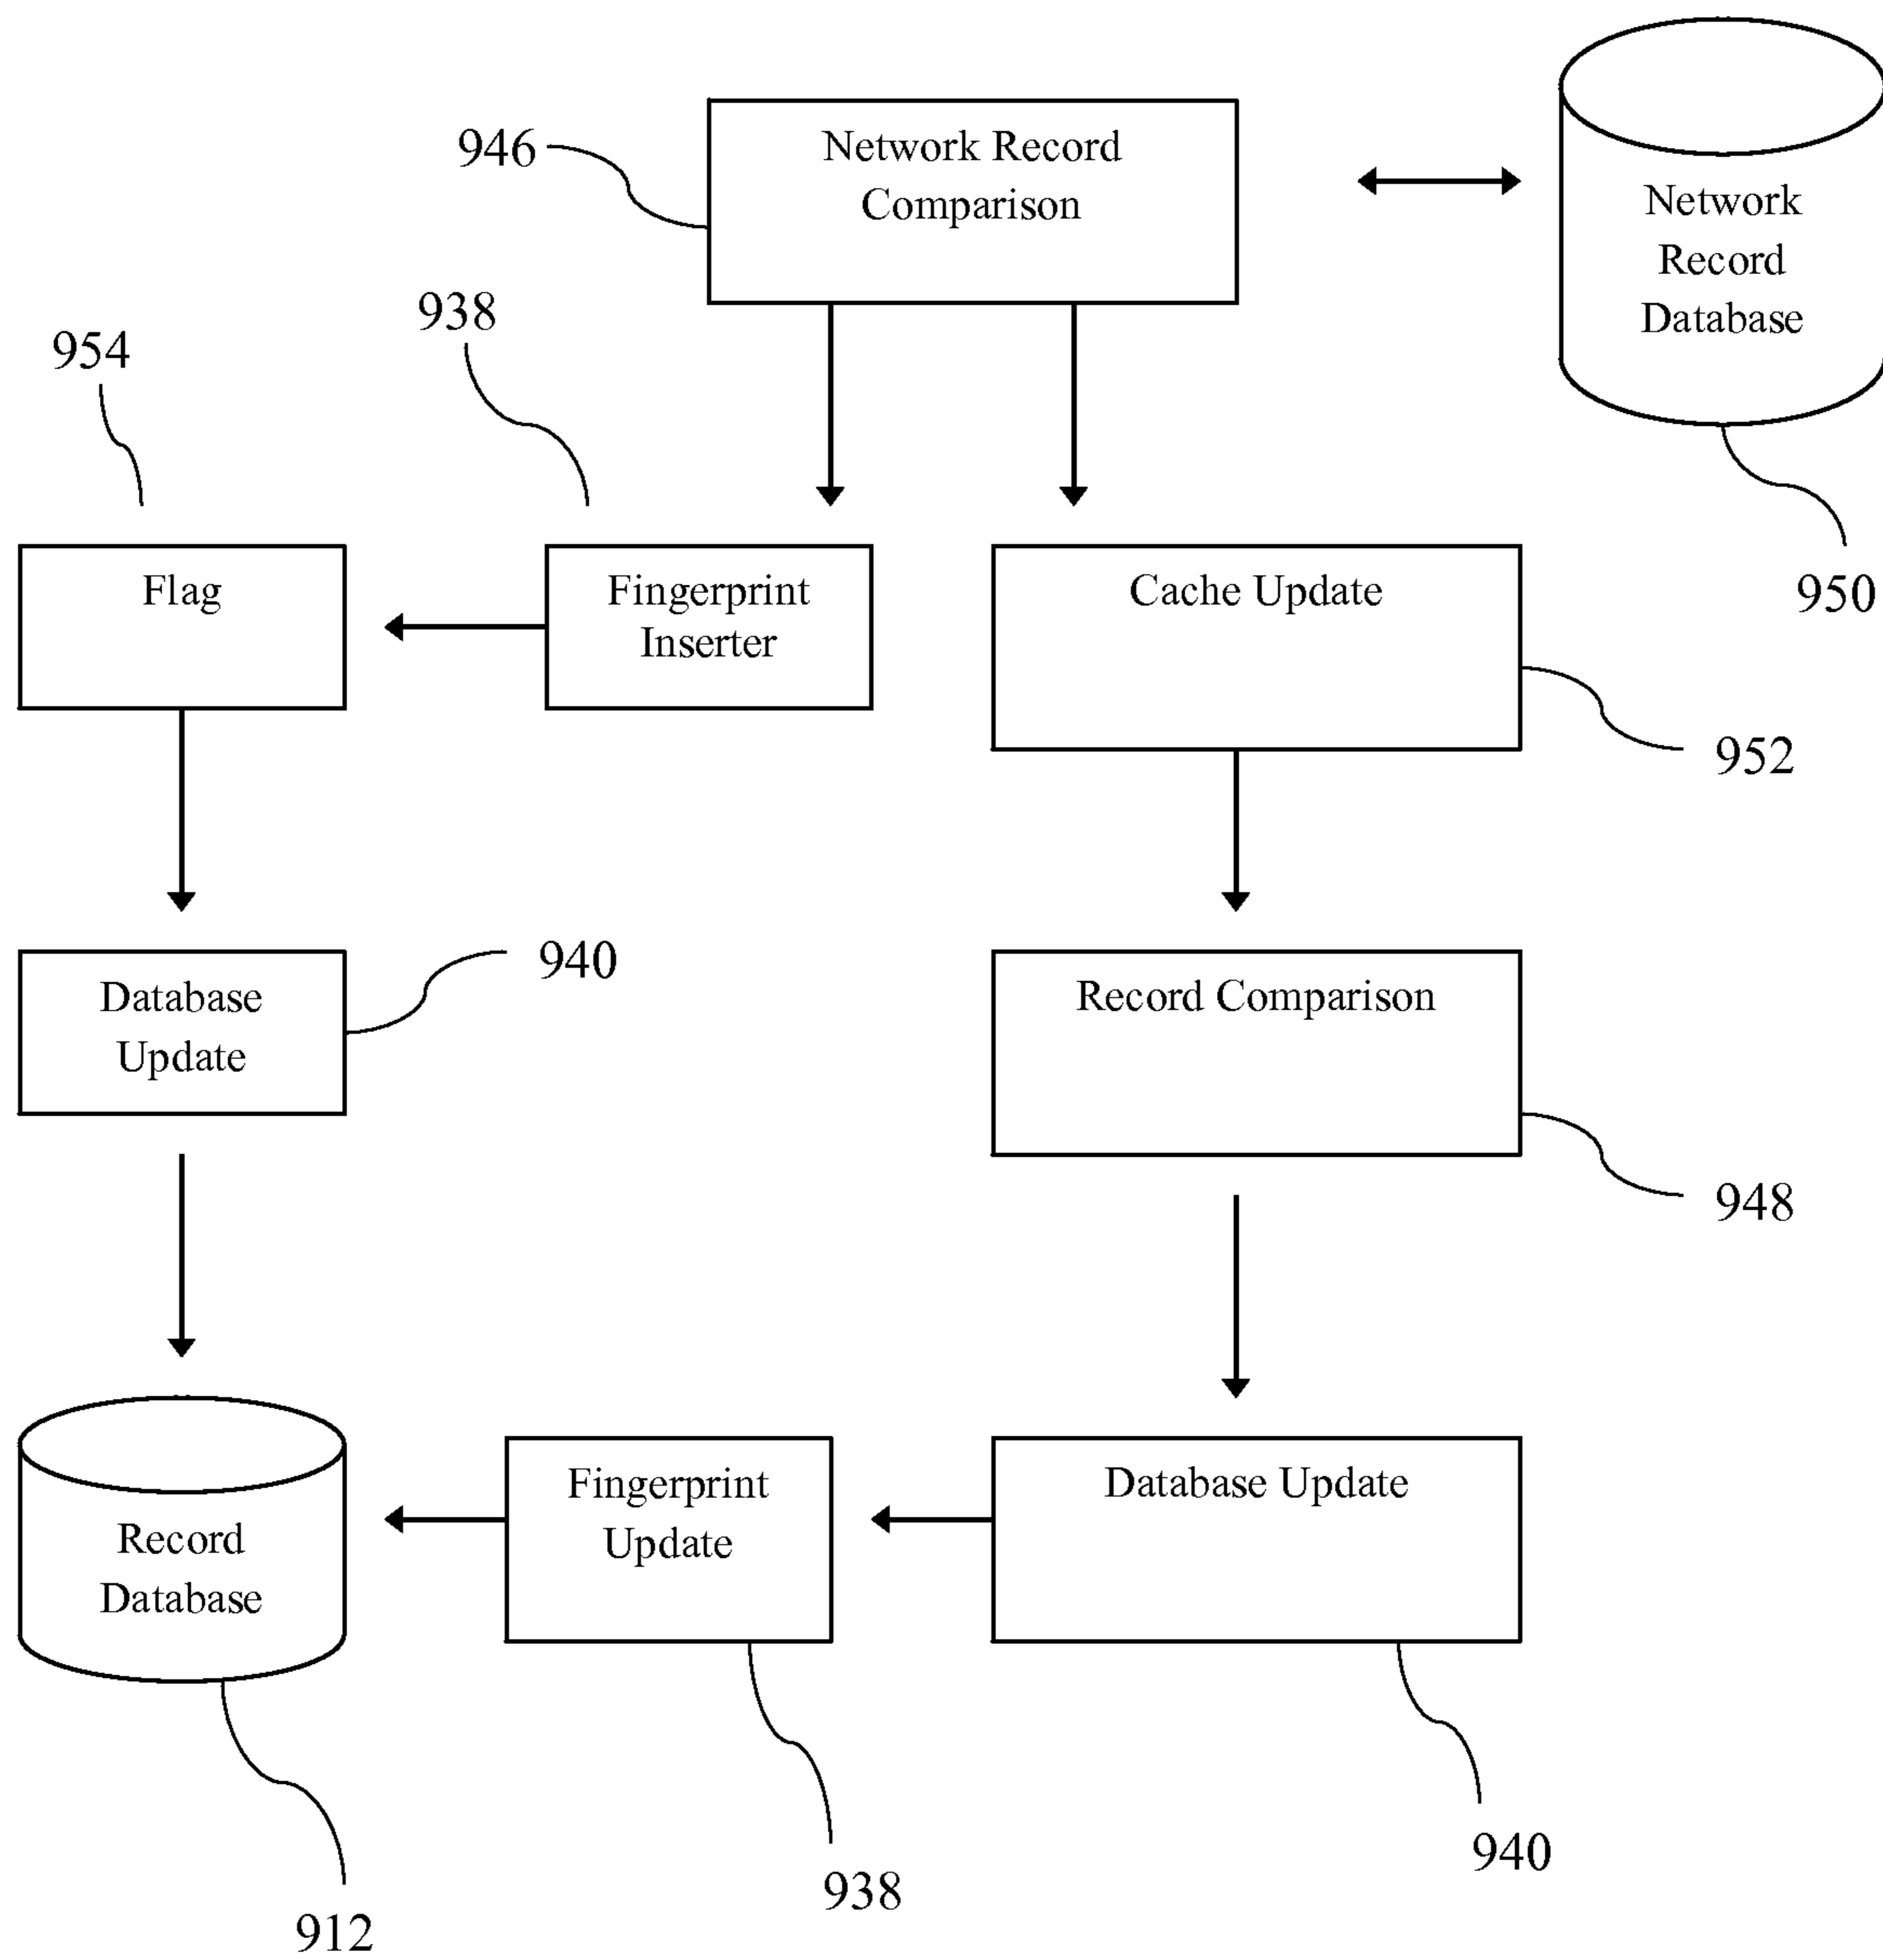 946
Network Record
Comparison
Network
Record
Database
938
954
Flag
Fingerprint
Inserter
Cache Update
950
952
Database
Update
940
Record Comparison
948
Record
Database
Fingerprint
Update
Database Update
940
938
912